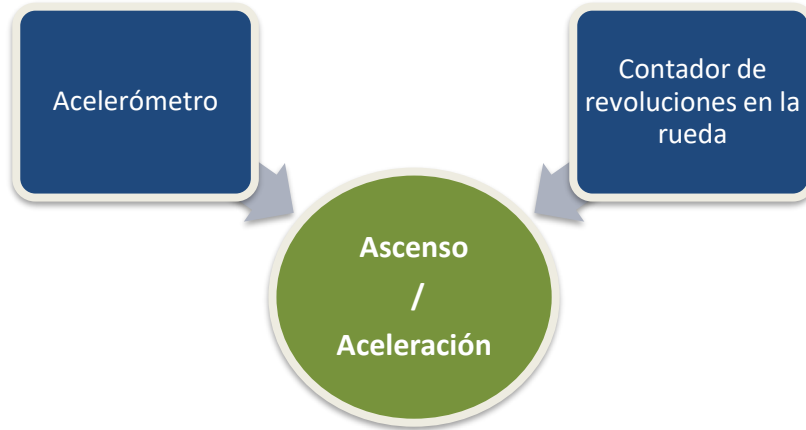 Acelerómetro
Contador de
revoluciones en la
rueda
Ascenso
/
Aceleración